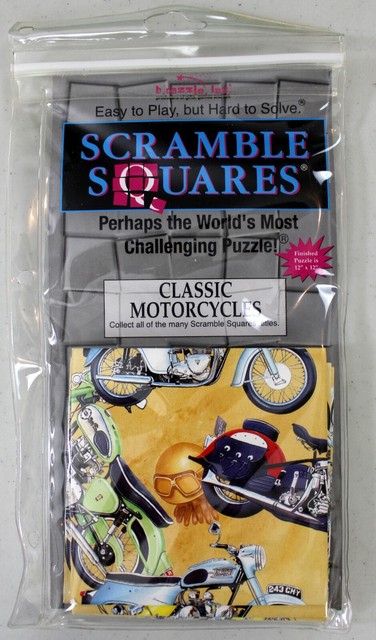 b.dazzle, inc.
Easy to Play, but Hard to Solve.®
SCRAMBLE
SQUARES®
Perhaps the World's Most
Challenging Puzzle!®
Finished
Puzzle is
12" x 12"
CLASSIC
MOTORCYCLES
Collect all of the many Scramble Squares titles.
243 CHY